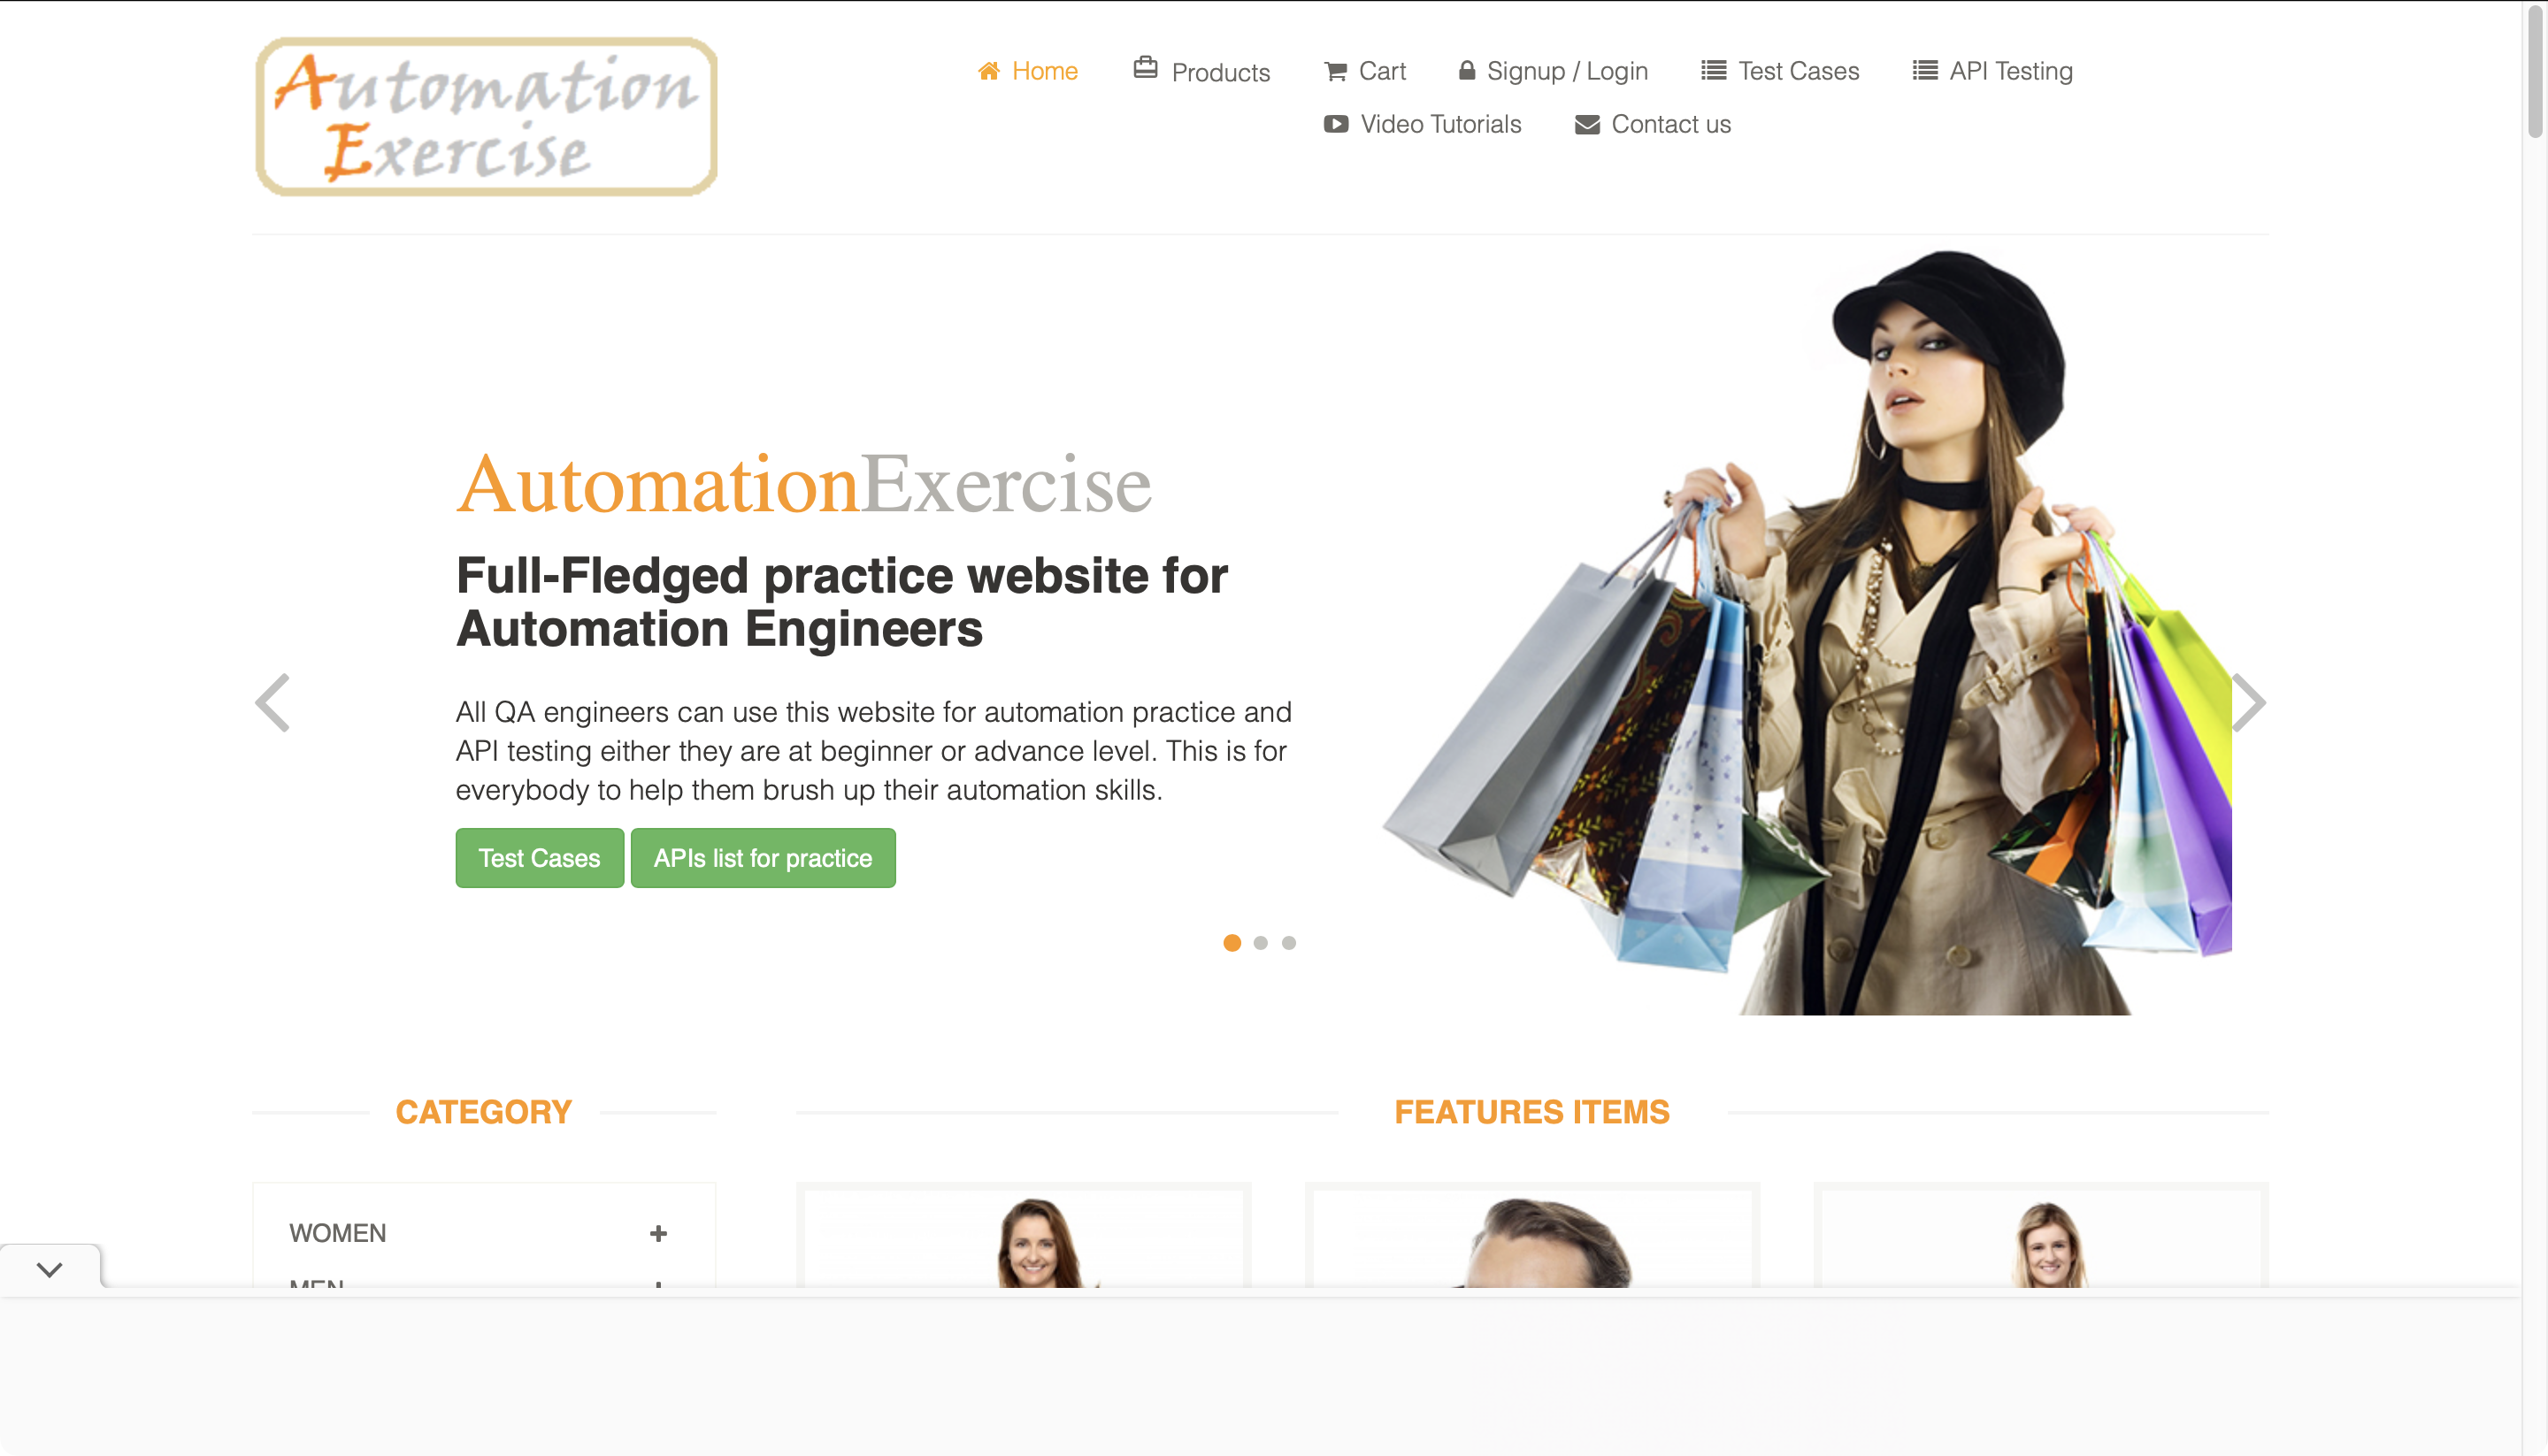 Automation
Exercise
Home
Products
Cart
Signup / Login
Test Cases
API Testing
Video Tutorials
Contact us
AutomationExercise
Full-Fledged practice website for
Automation Engineers
All QA engineers can use this website for automation practice and
API testing either they are at beginner or advance level. This is for
everybody to help them brush up their automation skills.
Test Cases
APIs list for practice
CATEGORY
FEATURES ITEMS
WOMEN
MEN